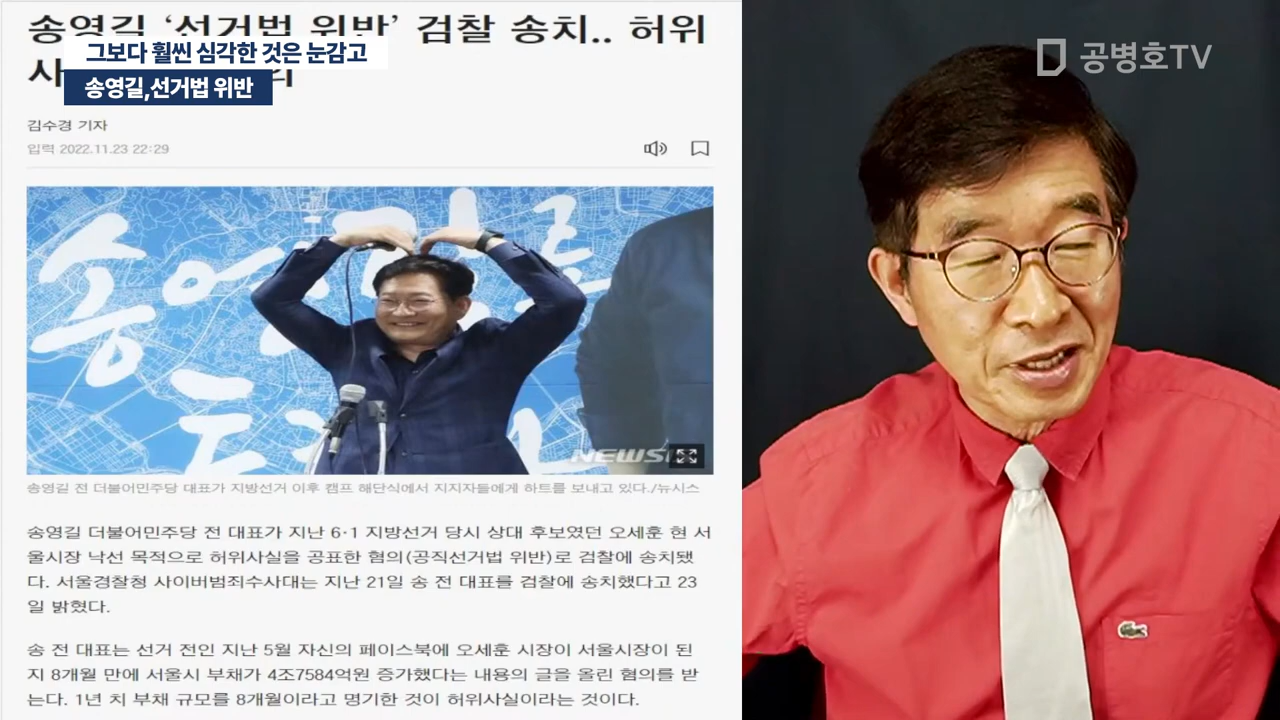 송영길 ‘선거법 위반’ 검찰 송치.. 허위
사
그보다 훨씬 심각한 것은 눈감고
송영길,선거법 위반
공병호TV
김수경 기자
입력 2022.11.23 22:29
송영길
NEWSI
송영길 전 더불어민주당 대표가 지방선거 이후 캠프 해단식에서 지지자들에게 하트를 보내고 있다./뉴시스
송영길 더불어민주당 전 대표가 지난 6·1 지방선거 당시 상대 후보였던 오세훈 현 서
울시장 낙선 목적으로 허위사실을 공표한 혐의(공직선거법 위반)로 검찰에 송치됐
다. 서울경찰청 사이버범죄수사대는 지난 21일 송 전 대표를 검찰에 송치했다고 23
일 밝혔다.
송 전 대표는 선거 전인 지난 5월 자신의 페이스북에 오세훈 시장이 서울시장이 된
지 8개월 만에 서울시 부채가 4조7584억원 증가했다는 내용의 글을 올린 혐의를 받
는다. 1년 치 부채 규모를 8개월이라고 명기한 것이 허위사실이라는 것이다.